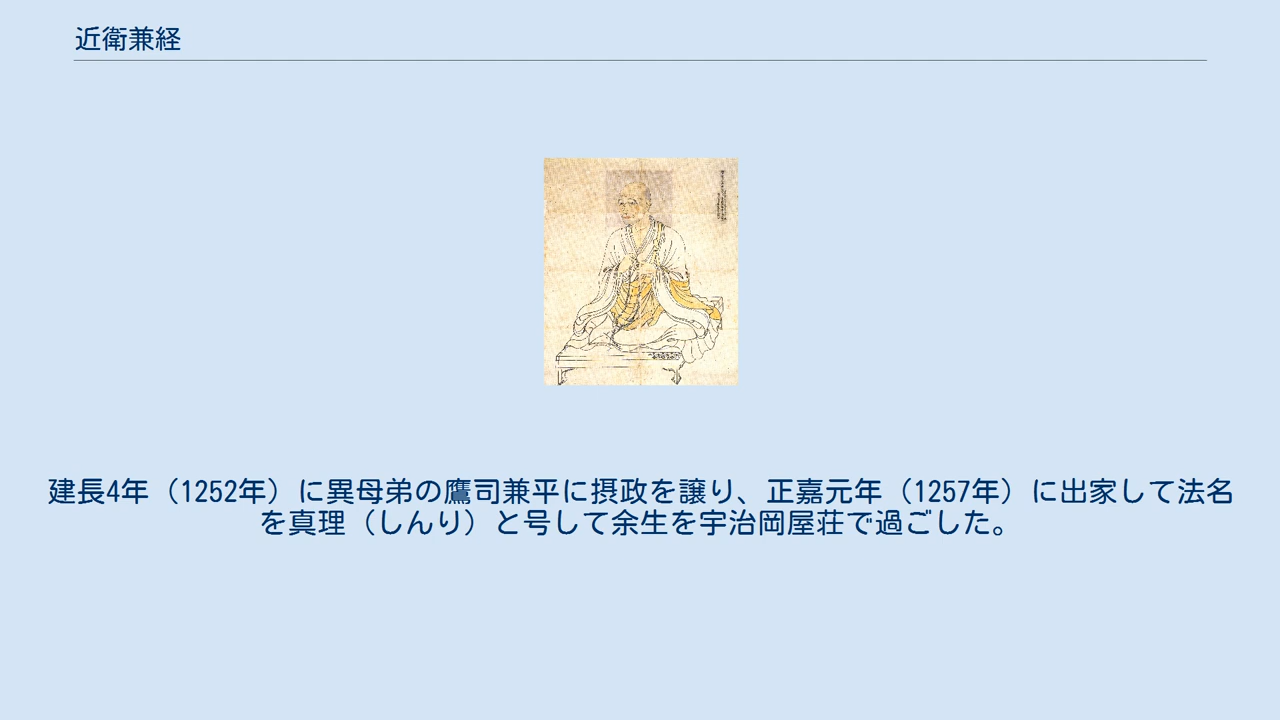 近衛兼経
建長4年（1252年）に異母弟の鷹司兼平に摂政を譲り、正嘉元年（1257年）に出家して法名
を真理（しんり）と号して余生を宇治岡屋荘で過ごした。